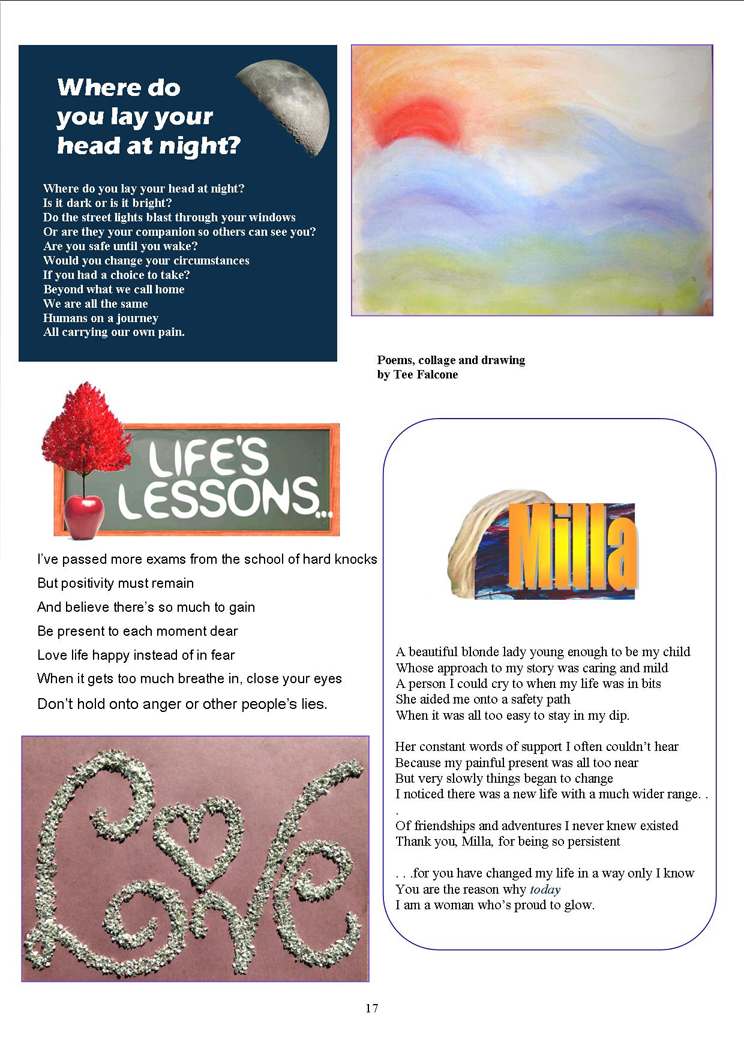 Where do
you lay your
head at night?
Where do you lay your head at night?
Is it dark or is it bright?
Do the street lights blast through your windows
Or are they your companion so others can see you?
Are you safe until you wake?
Would you change your circumstances
If you had a choice to take?
Beyond what we call home
We are all the same
Humans on a journey
All carrying our own pain.
Poems, collage and drawing
by Tee Falcone
LIFE'S
LESSONS...
I've passed more exams from the school of hard knocks
But positivity must remain
And believe there's so much to gain
Be present to each moment dear
Love life happy instead of in fear
When it gets too much breathe in, close your eyes
Don't hold onto anger or other people's lies.
Love
Milla
A beautiful blonde lady young enough to be my child
Whose approach to my story was caring and mild
A person I could cry to when my life was in bits
She aided me onto a safety path
When it was all too easy to stay in my dip.
Her constant words of support I often couldn't hear
Because my painful present was all too near
But very slowly things began to change
I noticed there was a new life with a much wider range. .
.
Of friendships and adventures I never knew existed
Thank you, Milla, for being so persistent
. . .for you have changed my life in a way only I know
You are the reason why today
I am a woman who's proud to glow.
17